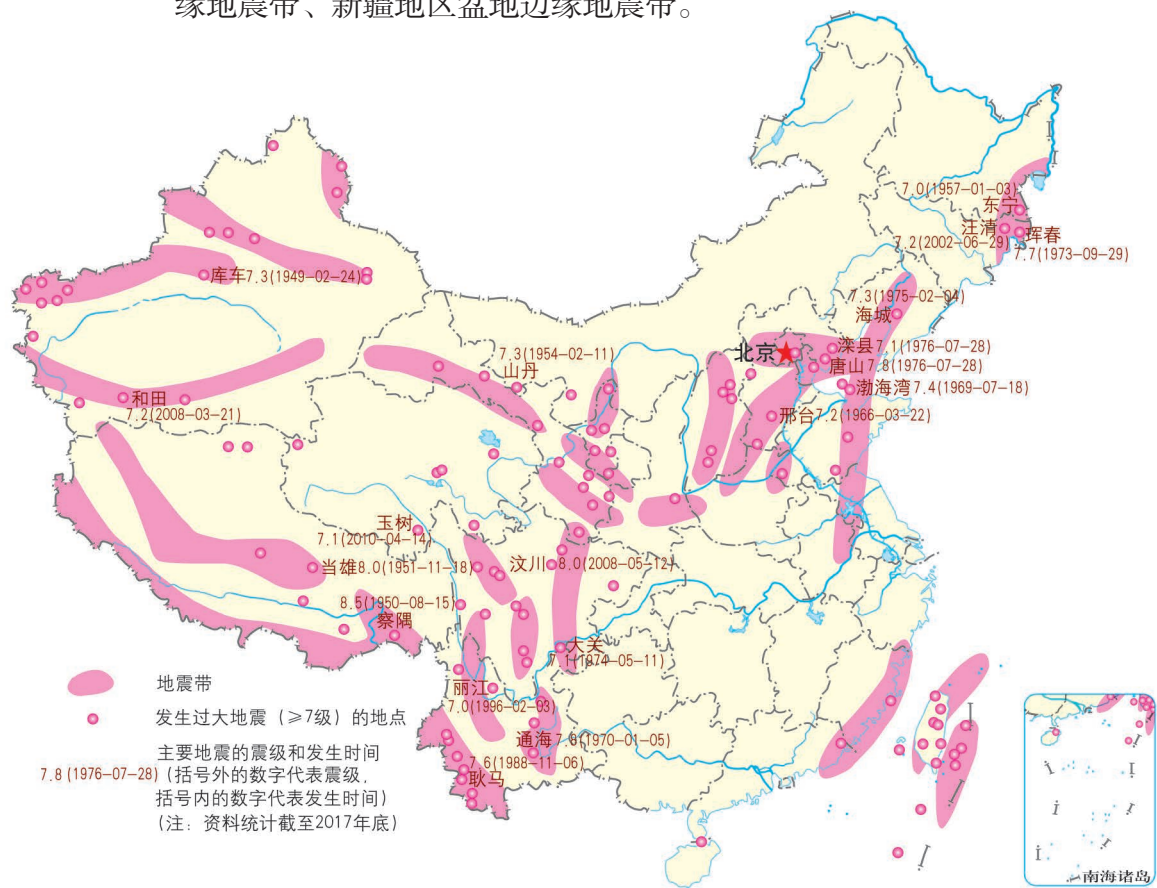 缘地震带、新疆地区盆地边缘地震带。
7.0(1957-01-03)
东宁
汪清
珲春
7.2(2002-06-29)
7.7(1973-09-29)
库车7.3(1949-02-24)
7.3(1975-02-04)
海城
北京
滦县7.1(1976-07-28)
唐山7.8(1976-07-28)
7.3(1954-02-11)
山丹
渤海湾7.4(1969-07-18)
和田
7.2(2008-03-21)
邢台7.2(1966-03-22)
玉树
7.1(2010-04-14)
当雄8.0(1951-11-18)
汶川8.0(2008-05-12)
8.5(1950-08-15)
察隅
大关
7.1(1974-05-11)
丽江
7.0(1996-02-03)
通海7.8(1970-01-05)
7.6(1988-11-06)
耿马
地震带
发生过大地震（≥7级）的地点
主要地震的震级和发生时间
7.8(1976-07-28)(括号外的数字代表震级，
括号内的数字代表发生时间)
(注：资料统计截至2017年底)
南海诸岛